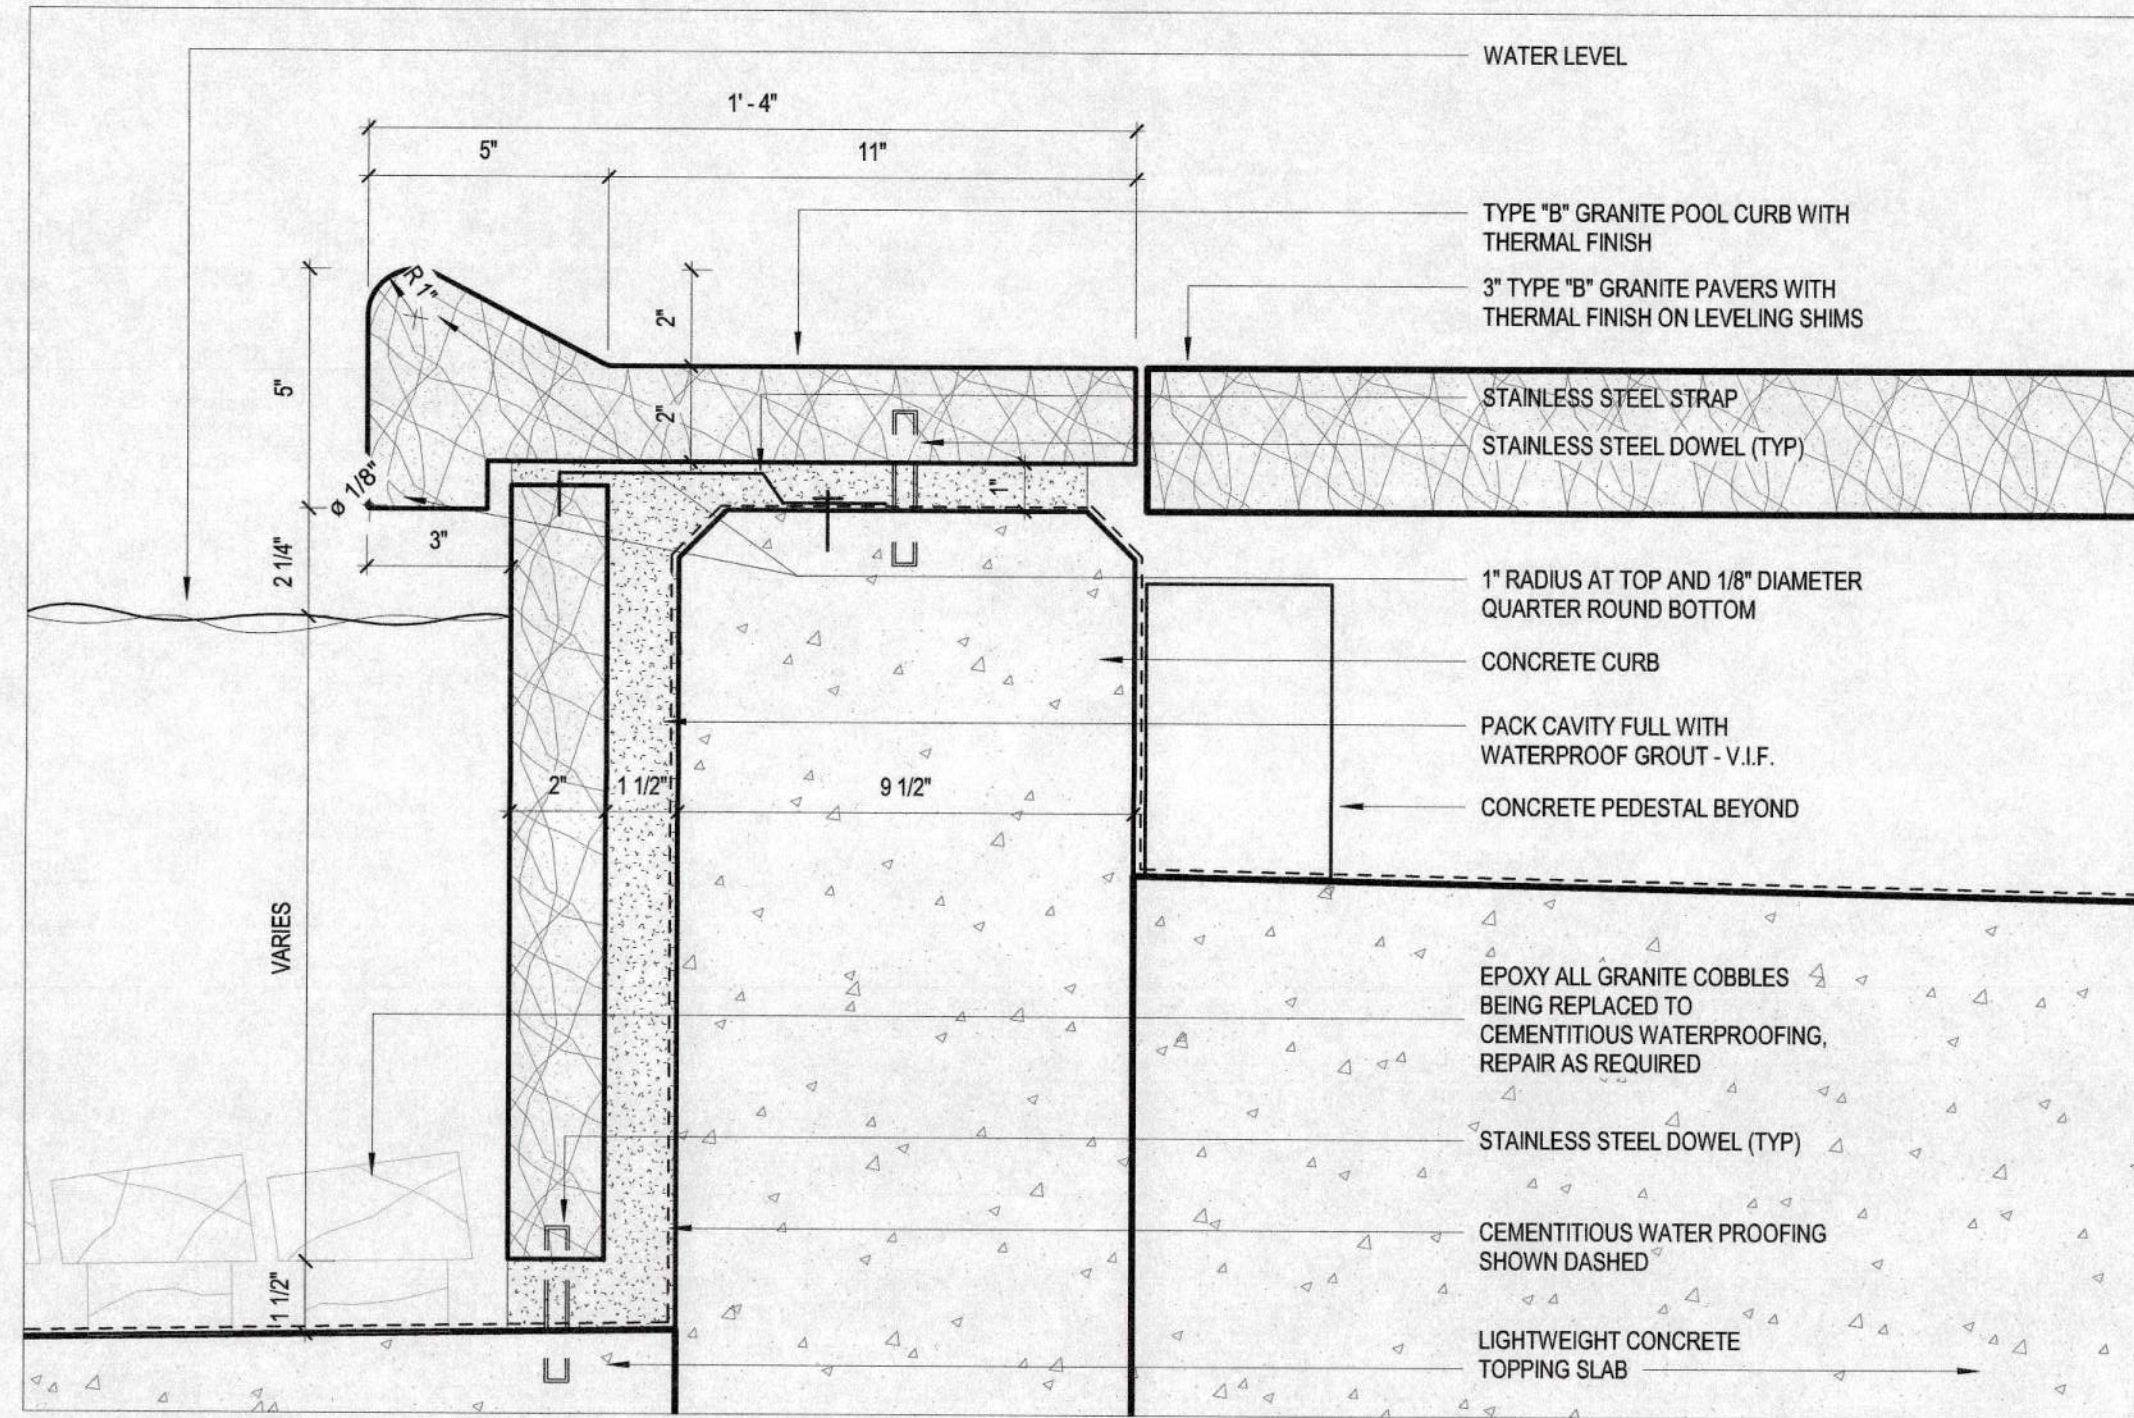 WATER LEVEL
1' - 4"
5"
11"
TYPE "B" GRANITE POOL CURB WITH
THERMAL FINISH
3" TYPE "B" GRANITE PAVERS WITH
THERMAL FINISH ON LEVELING SHIMS
R 1"
2"
5"
2"
STAINLESS STEEL STRAP
STAINLESS STEEL DOWEL (TYP)
Ø 1/8"
1"
3"
2 1/4"
1" RADIUS AT TOP AND 1/8" DIAMETER
QUARTER ROUND BOTTOM
CONCRETE CURB
PACK CAVITY FULL WITH
WATERPROOF GROUT - V.I.F.
2"
1 1/2"
9 1/2"
CONCRETE PEDESTAL BEYOND
VARIES
EPOXY ALL GRANITE COBBLES
BEING REPLACED TO
CEMENTITIOUS WATERPROOFING,
REPAIR AS REQUIRED
STAINLESS STEEL DOWEL (TYP)
CEMENTITIOUS WATER PROOFING
SHOWN DASHED
1 1/2"
LIGHTWEIGHT CONCRETE
TOPPING SLAB